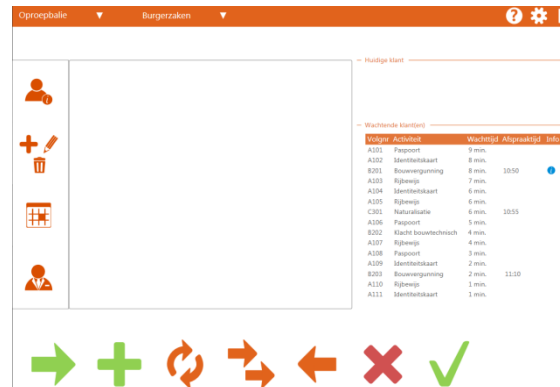 Oproepbalie ▼ Burgerzaken ▼
Huidige klant
Wachtende klant(en)
Volgnr Activiteit Wachttijd Afspraaktijd Info
A101 Paspoort 9 min.
A102 Identiteitskaart 8 min.
B201 Bouwvergunning 8 min. 10:50
A103 Rijbewijs 7 min.
A104 Identiteitskaart 6 min.
A105 Rijbewijs 6 min.
C301 Naturalisatie 6 min. 10:55
A106 Paspoort 5 min.
B202 Klacht bouwtechnisch 4 min.
A107 Rijbewijs 4 min.
A108 Paspoort 3 min.
A109 Identiteitskaart 2 min.
B203 Bouwvergunning 2 min. 11:10
A110 Rijbewijs 1 min.
A111 Identiteitskaart 1 min.